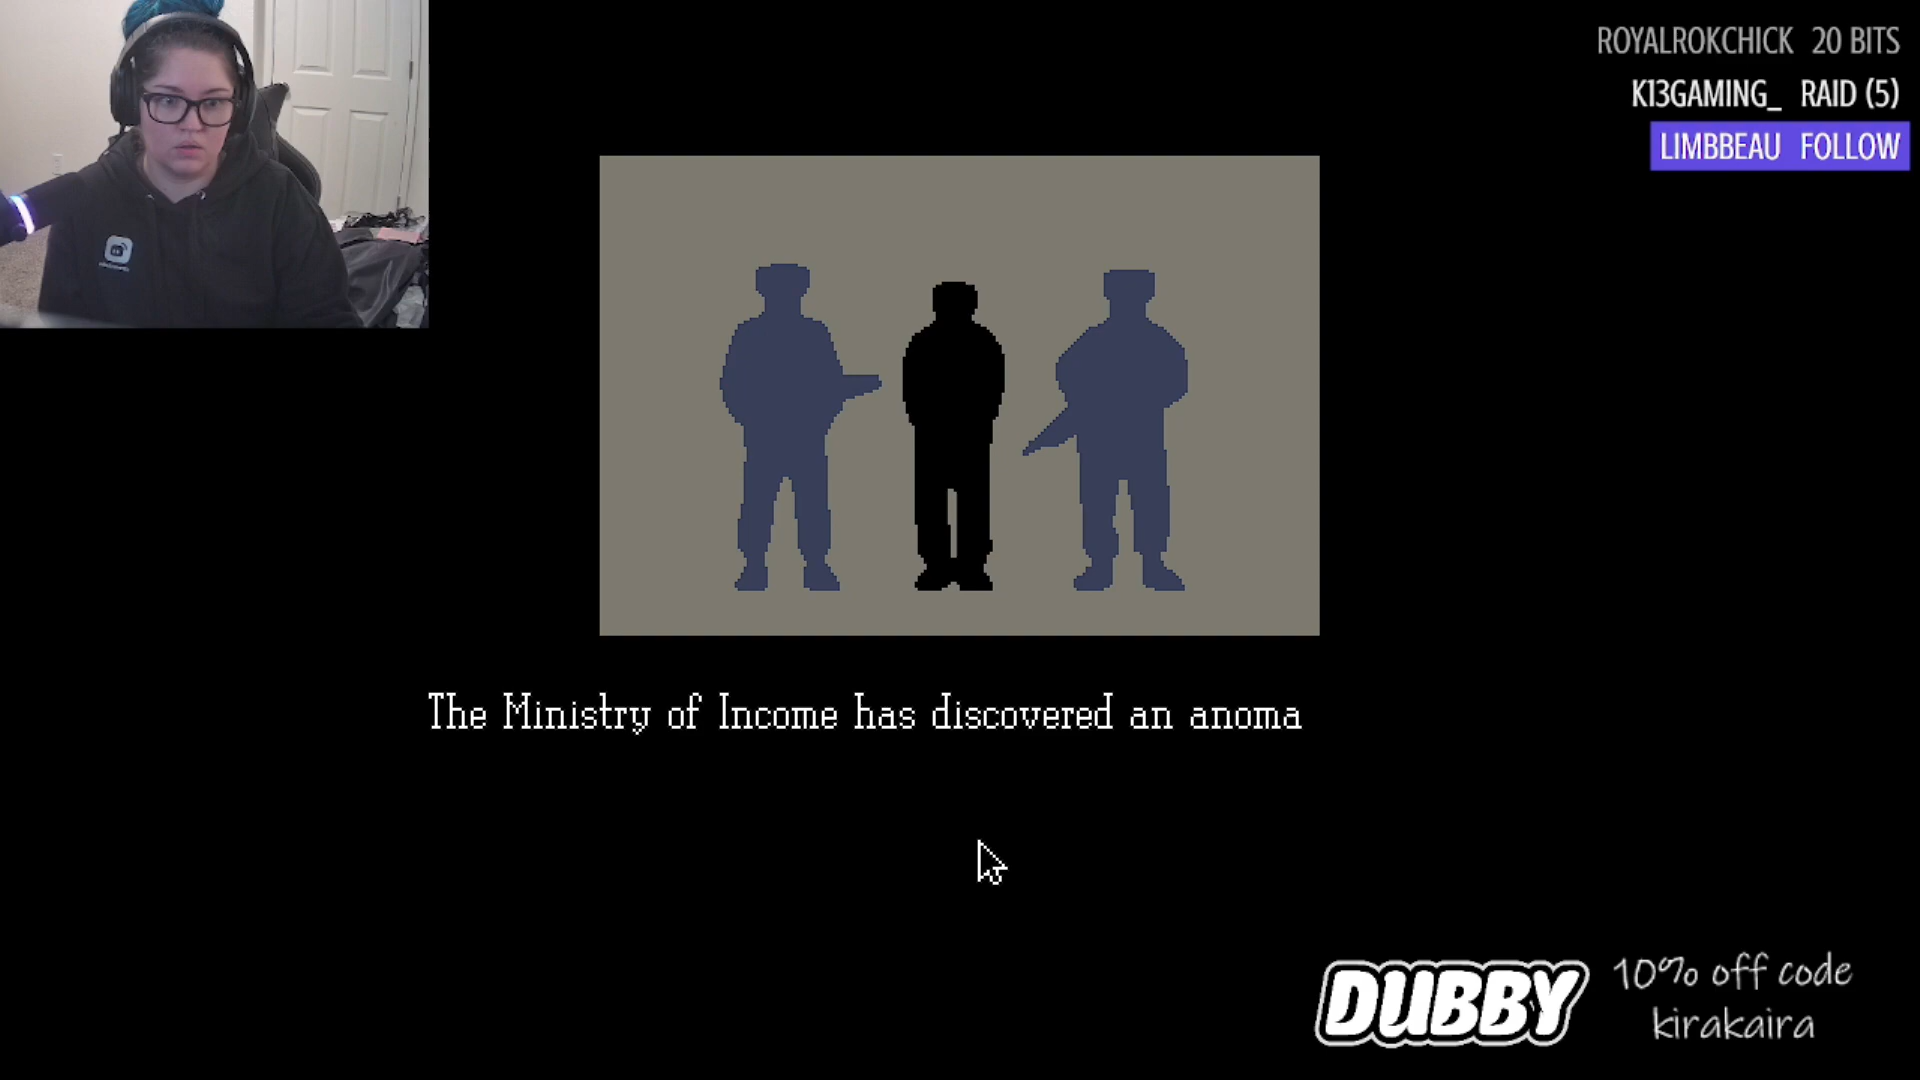 ROYALROKCHICK 20 BITS
K13GAMING_ RAID (5)
LIMBBEAU FOLLOW
The Ministry of Income has discovered an anoma
DUBBY
10% off code
kirakaira